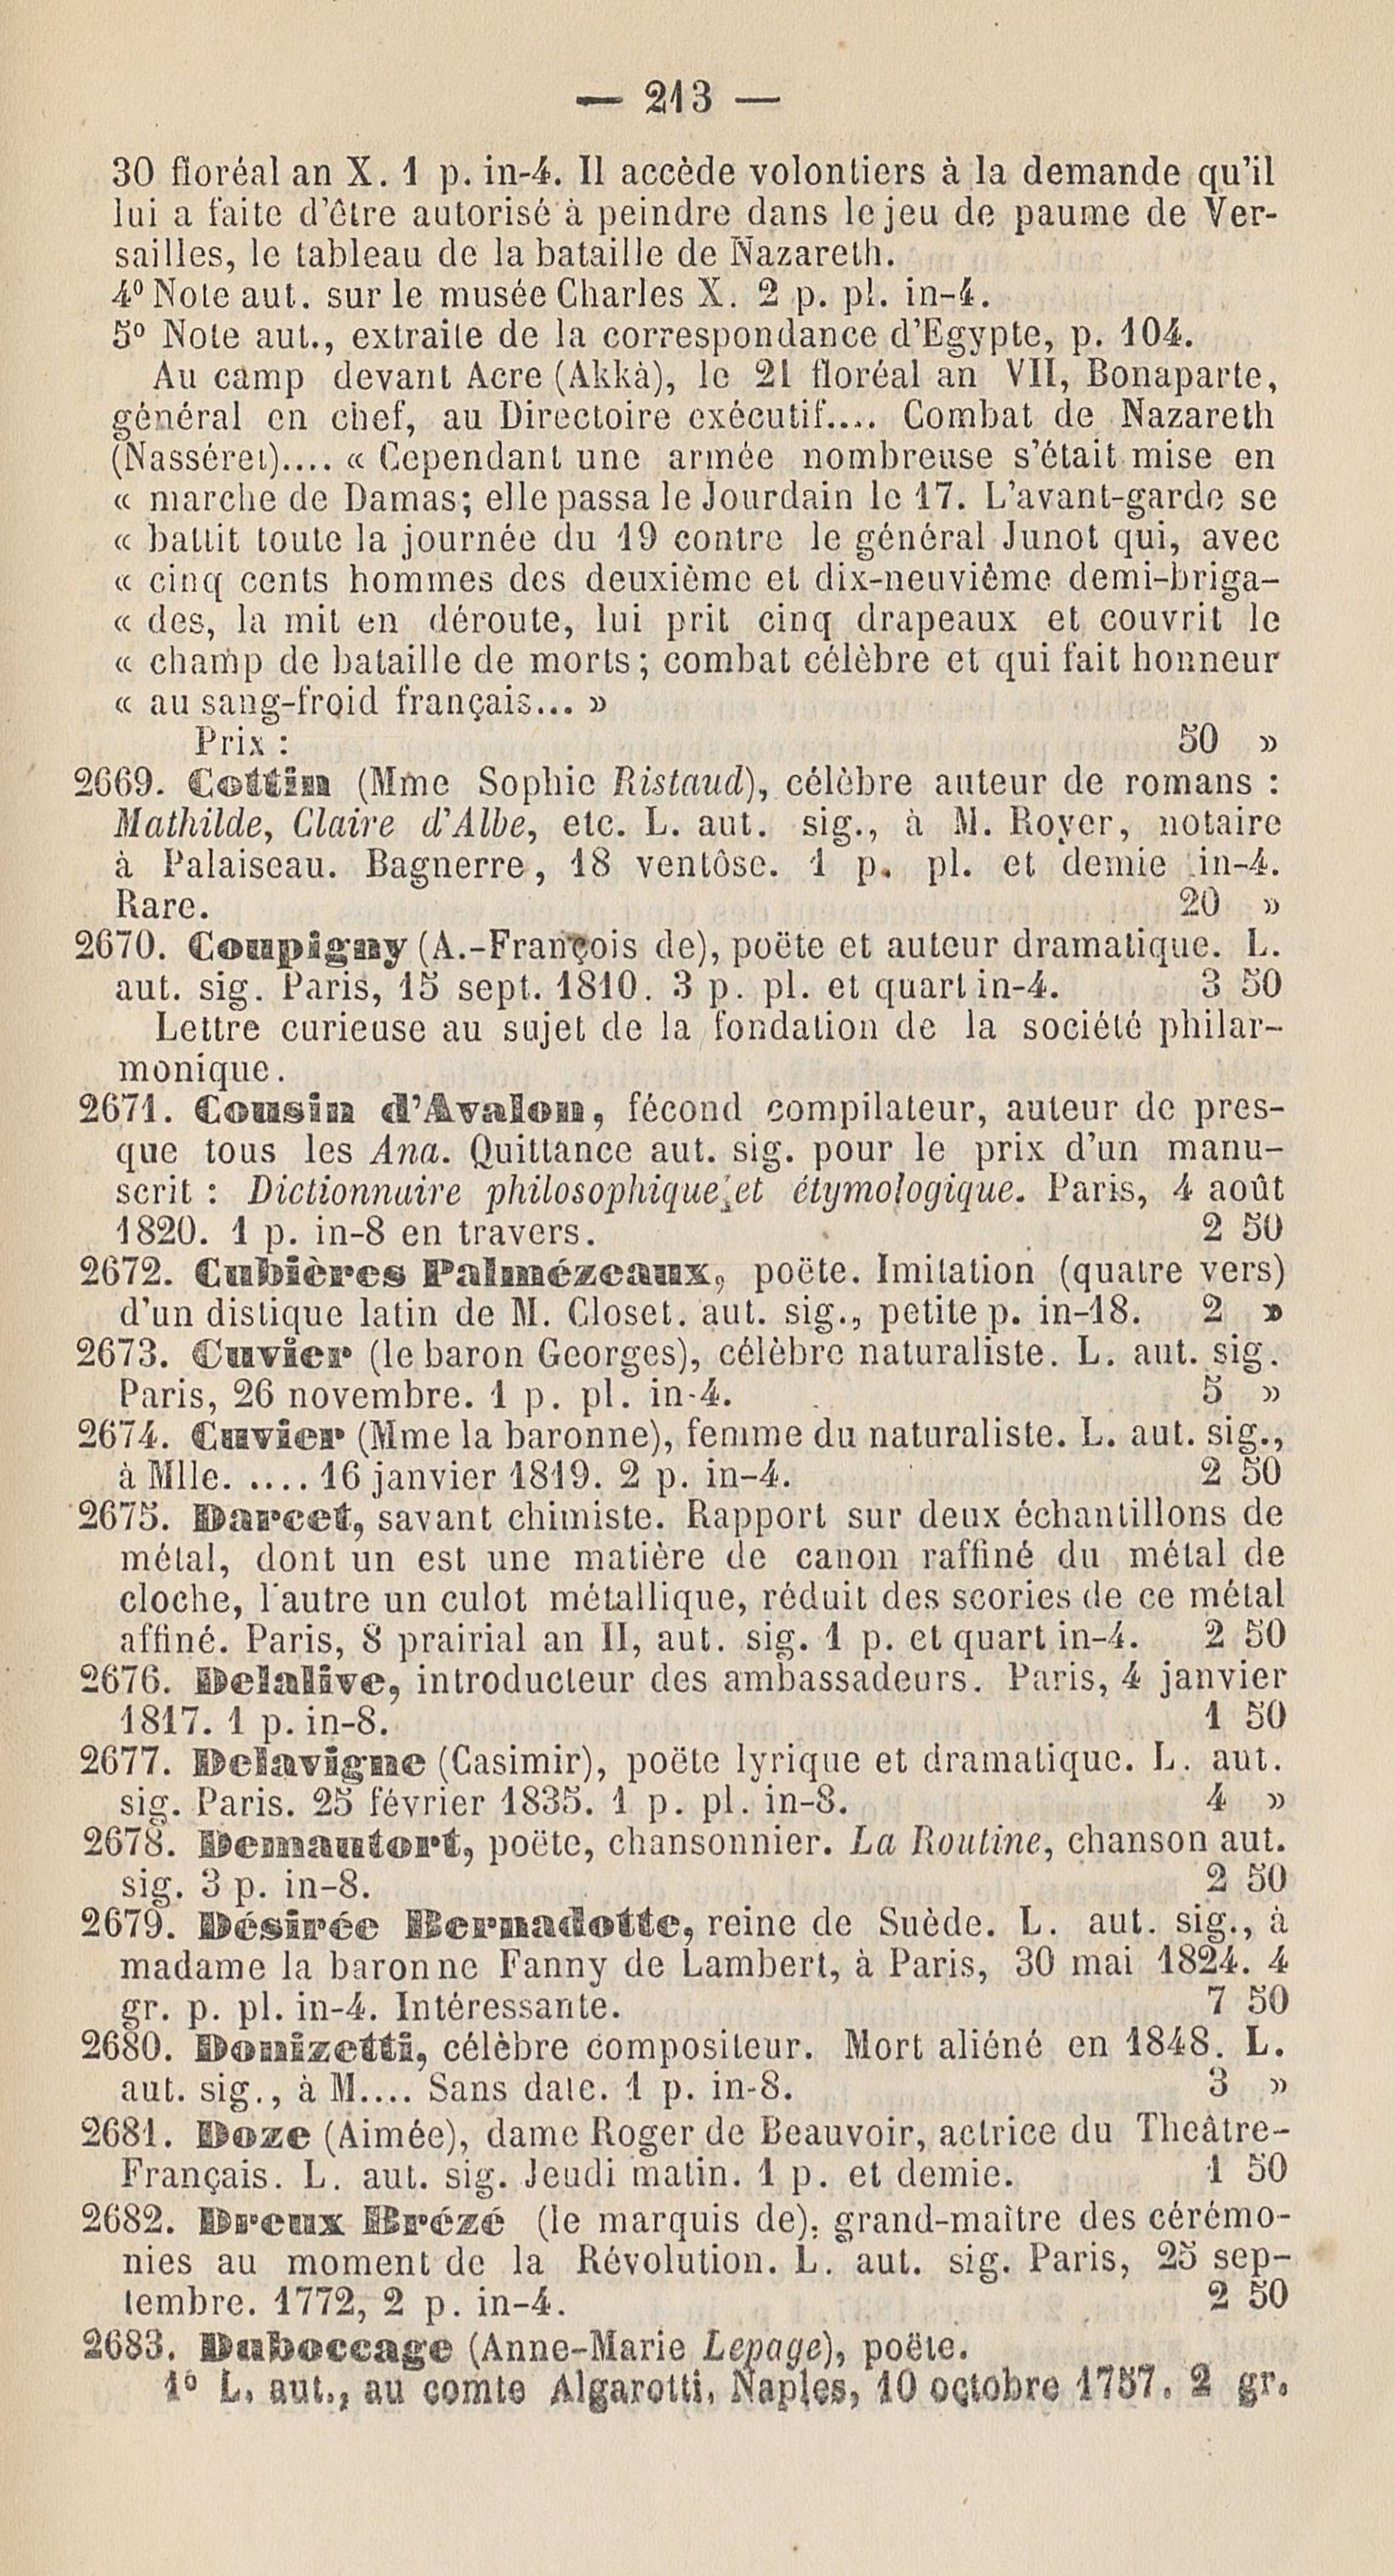 — 213 —
30 floréal an X. 1 p. in-4. Il accède volontiers à la demande qu'il
lui a faite d'être autorisé à peindre dans le jeu de paume de Ver-
sailles, le tableau de la bataille de Nazareth.
4º Note aut. sur le musée Charles X. 2 p. pl. in-4.
5º Note aut., extraite de la correspondance d'Egypte, p. 104.
Au camp devant Acre (Akkà), le 21 floréal an VII, Bonaparte,
général en chef, au Directoire exécutif.... Combat de Nazareth
(Nasséret).... « Cependant une armée nombreuse s'était mise en
« marche de Damas; elle passa le Jourdain le 17. L'avant-garde se
« battit toute la journée du 19 contre le général Junot qui, avec
« cinq cents hommes des deuxième et dix-neuvième demi-briga-
« des, la mit en déroute, lui prit cinq drapeaux et couvrit le
« champ de bataille de morts; combat célèbre et qui fait honneur
« au sang-froid français... »
Prix : 50 »
2669. Cottin (Mme Sophie Ristaud), célèbre auteur de romans :
Mathilde, Claire d'Albe, etc. L. aut. sig., à M. Royer, notaire
à Palaiseau. Bagnerre, 18 ventôse. 1 p. pl. et demie in-4.
Rare. 20 »
2670. Coupigny (A.-François de), poëte et auteur dramatique. L.
aut. sig. Paris, 15 sept. 1810. 3 p. pl. et quart in-4. 3 50
Lettre curieuse au sujet de la fondation de la société philar-
monique.
2671. Cousin d'Avalon, fécond compilateur, auteur de pres-
que tous les Ana. Quittance aut. sig. pour le prix d'un manu-
scrit : Dictionnaire philosophique et étymologique. Paris, 4 août
1820. 1 p. in-8 en travers. 2 50
2672. Cubières Palmézeaux, poëte. Imitation (quatre vers)
d'un distique latin de M. Closet. aut. sig., petite p. in-18. 2 »
2673. Cuvier (le baron Georges), célèbre naturaliste. L. aut. sig.
Paris, 26 novembre. 1 p. pl. in-4. 5 »
2674. Cuvier (Mme la baronne), femme du naturaliste. L. aut. sig.,
à Mlle. .... 16 janvier 1819. 2 p. in-4. 2 50
2675. Darcet, savant chimiste. Rapport sur deux échantillons de
métal, dont un est une matière de canon raffiné du métal de
cloche, l'autre un culot métallique, réduit des scories de ce métal
affiné. Paris, 8 prairial an II, aut. sig. 1 p. et quart in-4. 2 50
2676. Delalive, introducteur des ambassadeurs. Paris, 4 janvier
1817. 1 p. in-8. 1 50
2677. Delavigne (Casimir), poëte lyrique et dramatique. L. aut.
sig. Paris. 25 février 1835. 1 p. pl. in-8. 4 »
2678. Demautort, poëte, chansonnier. La Routine, chanson aut.
sig. 3 p. in-8. 2 50
2679. Désirée Bernadotte, reine de Suède. L. aut. sig., à
madame la baronne Fanny de Lambert, à Paris, 30 mai 1824. 4
gr. p. pl. in-4. Intéressante. 7 50
2680. Donizetti, célèbre compositeur. Mort aliéné en 1848. L.
aut. sig., à M.... Sans date. 1 p. in-8. 3 »
2681. Doze (Aimée), dame Roger de Beauvoir, actrice du Theâtre-
Français. L. aut. sig. Jeudi matin. 1 p. et demie. 1 50
2682. Dreux Brézé (le marquis de), grand-maître des cérémo-
nies au moment de la Révolution. L. aut. sig. Paris, 25 sep-
tembre. 1772, 2 p. in-4. 2 50
2683. Duboccage (Anne-Marie Lepage), poëte.
1º L. aut., au comte Algarotti, Naples, 10 octobre 1757. 2 gr.